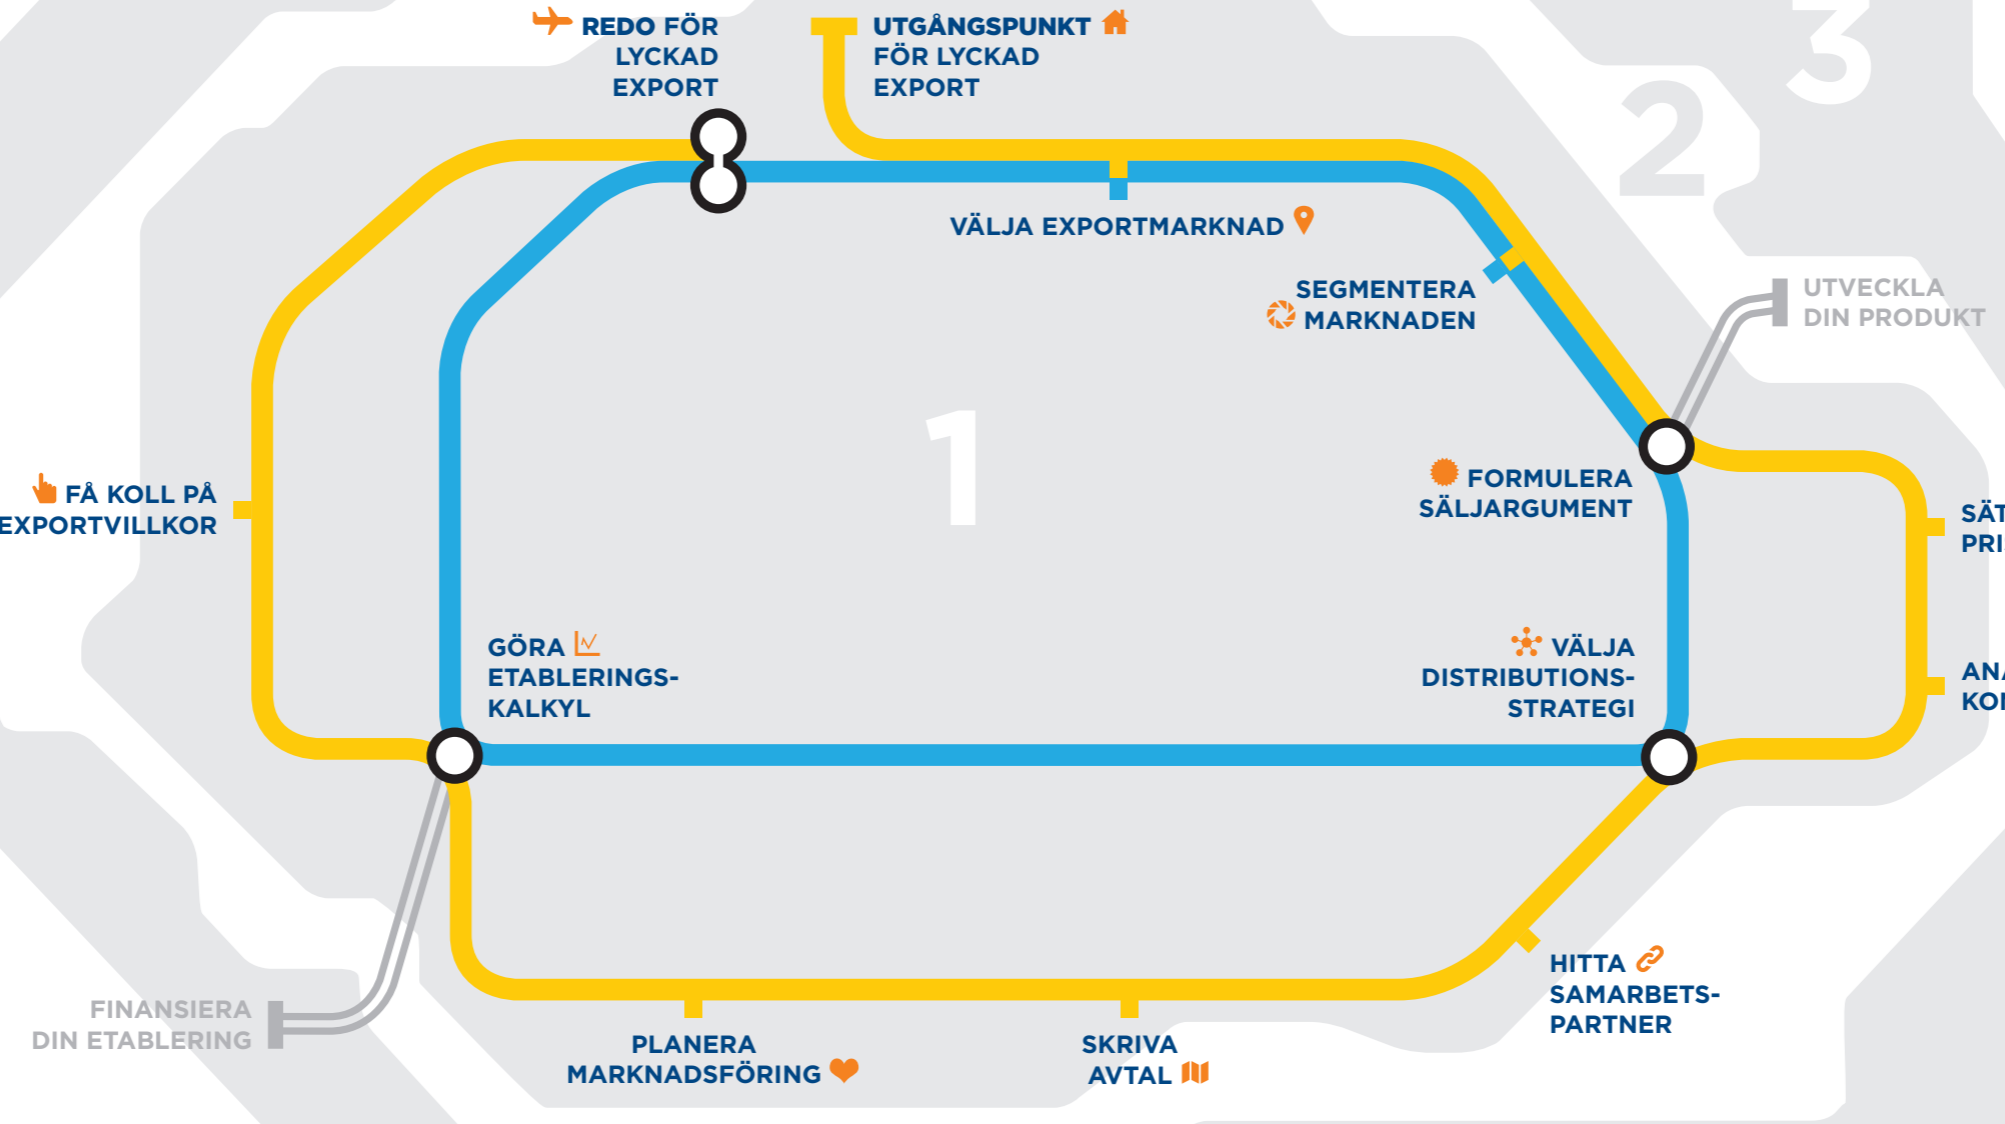 REDO FÖR
LYCKAD
EXPORT
UTGÅNGSPUNKT
FÖR LYCKAD
EXPORT
3
2
VÄLJA EXPORTMARKNAD
SEGMENTERA
MARKNADEN
UTVECKLA
DIN PRODUKT
1
FÅ KOLL PÅ
EXPORTVILLKOR
FORMULERA
SÄLJARGUMENT
GÖRA
ETABLERINGS-
KALKYL
VÄLJA
DISTRIBUTIONS-
STRATEGI
HITTA
SAMARBETS-
PARTNER
FINANSIERA
DIN ETABLERING
PLANERA
MARKNADSFÖRING
SKRIVA
AVTAL